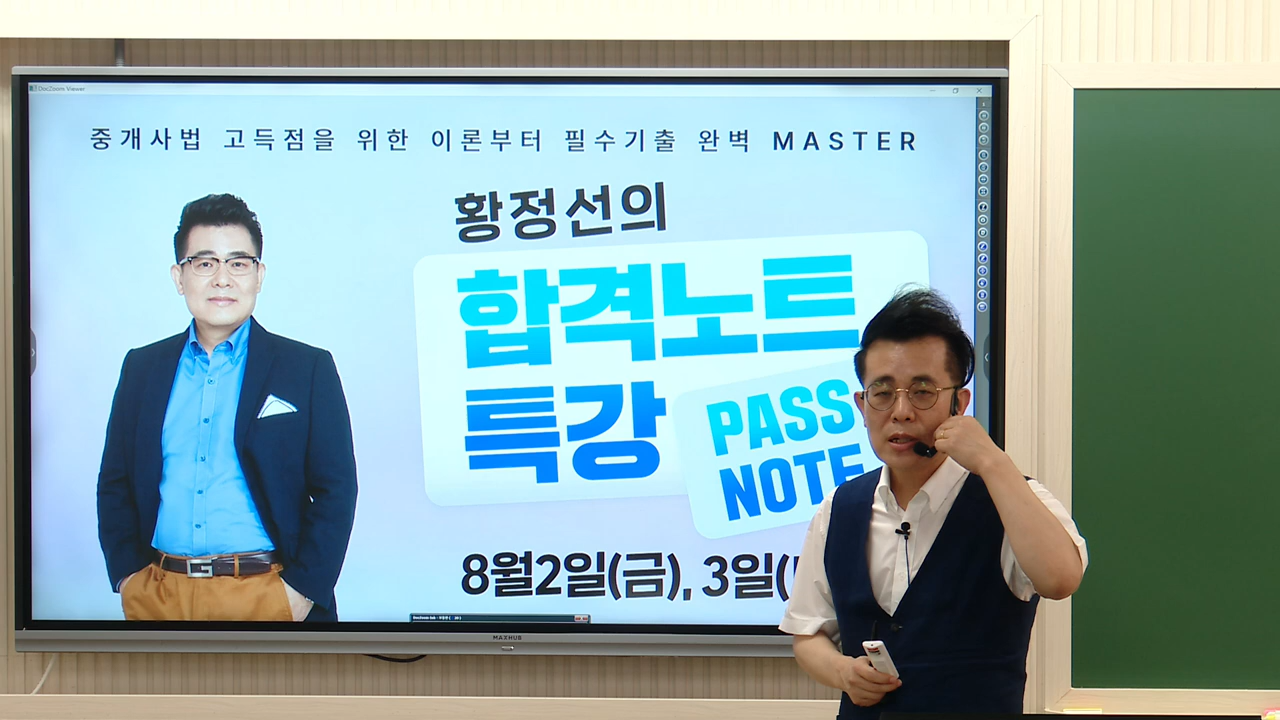 DocZoom Viewer
중개사법 고득점을 위한 이론부터 필수기출 완벽 MASTER
황정선의
합격노트
특강
PASS
NOTE
8월2일(금), 3일(
MAXHUB